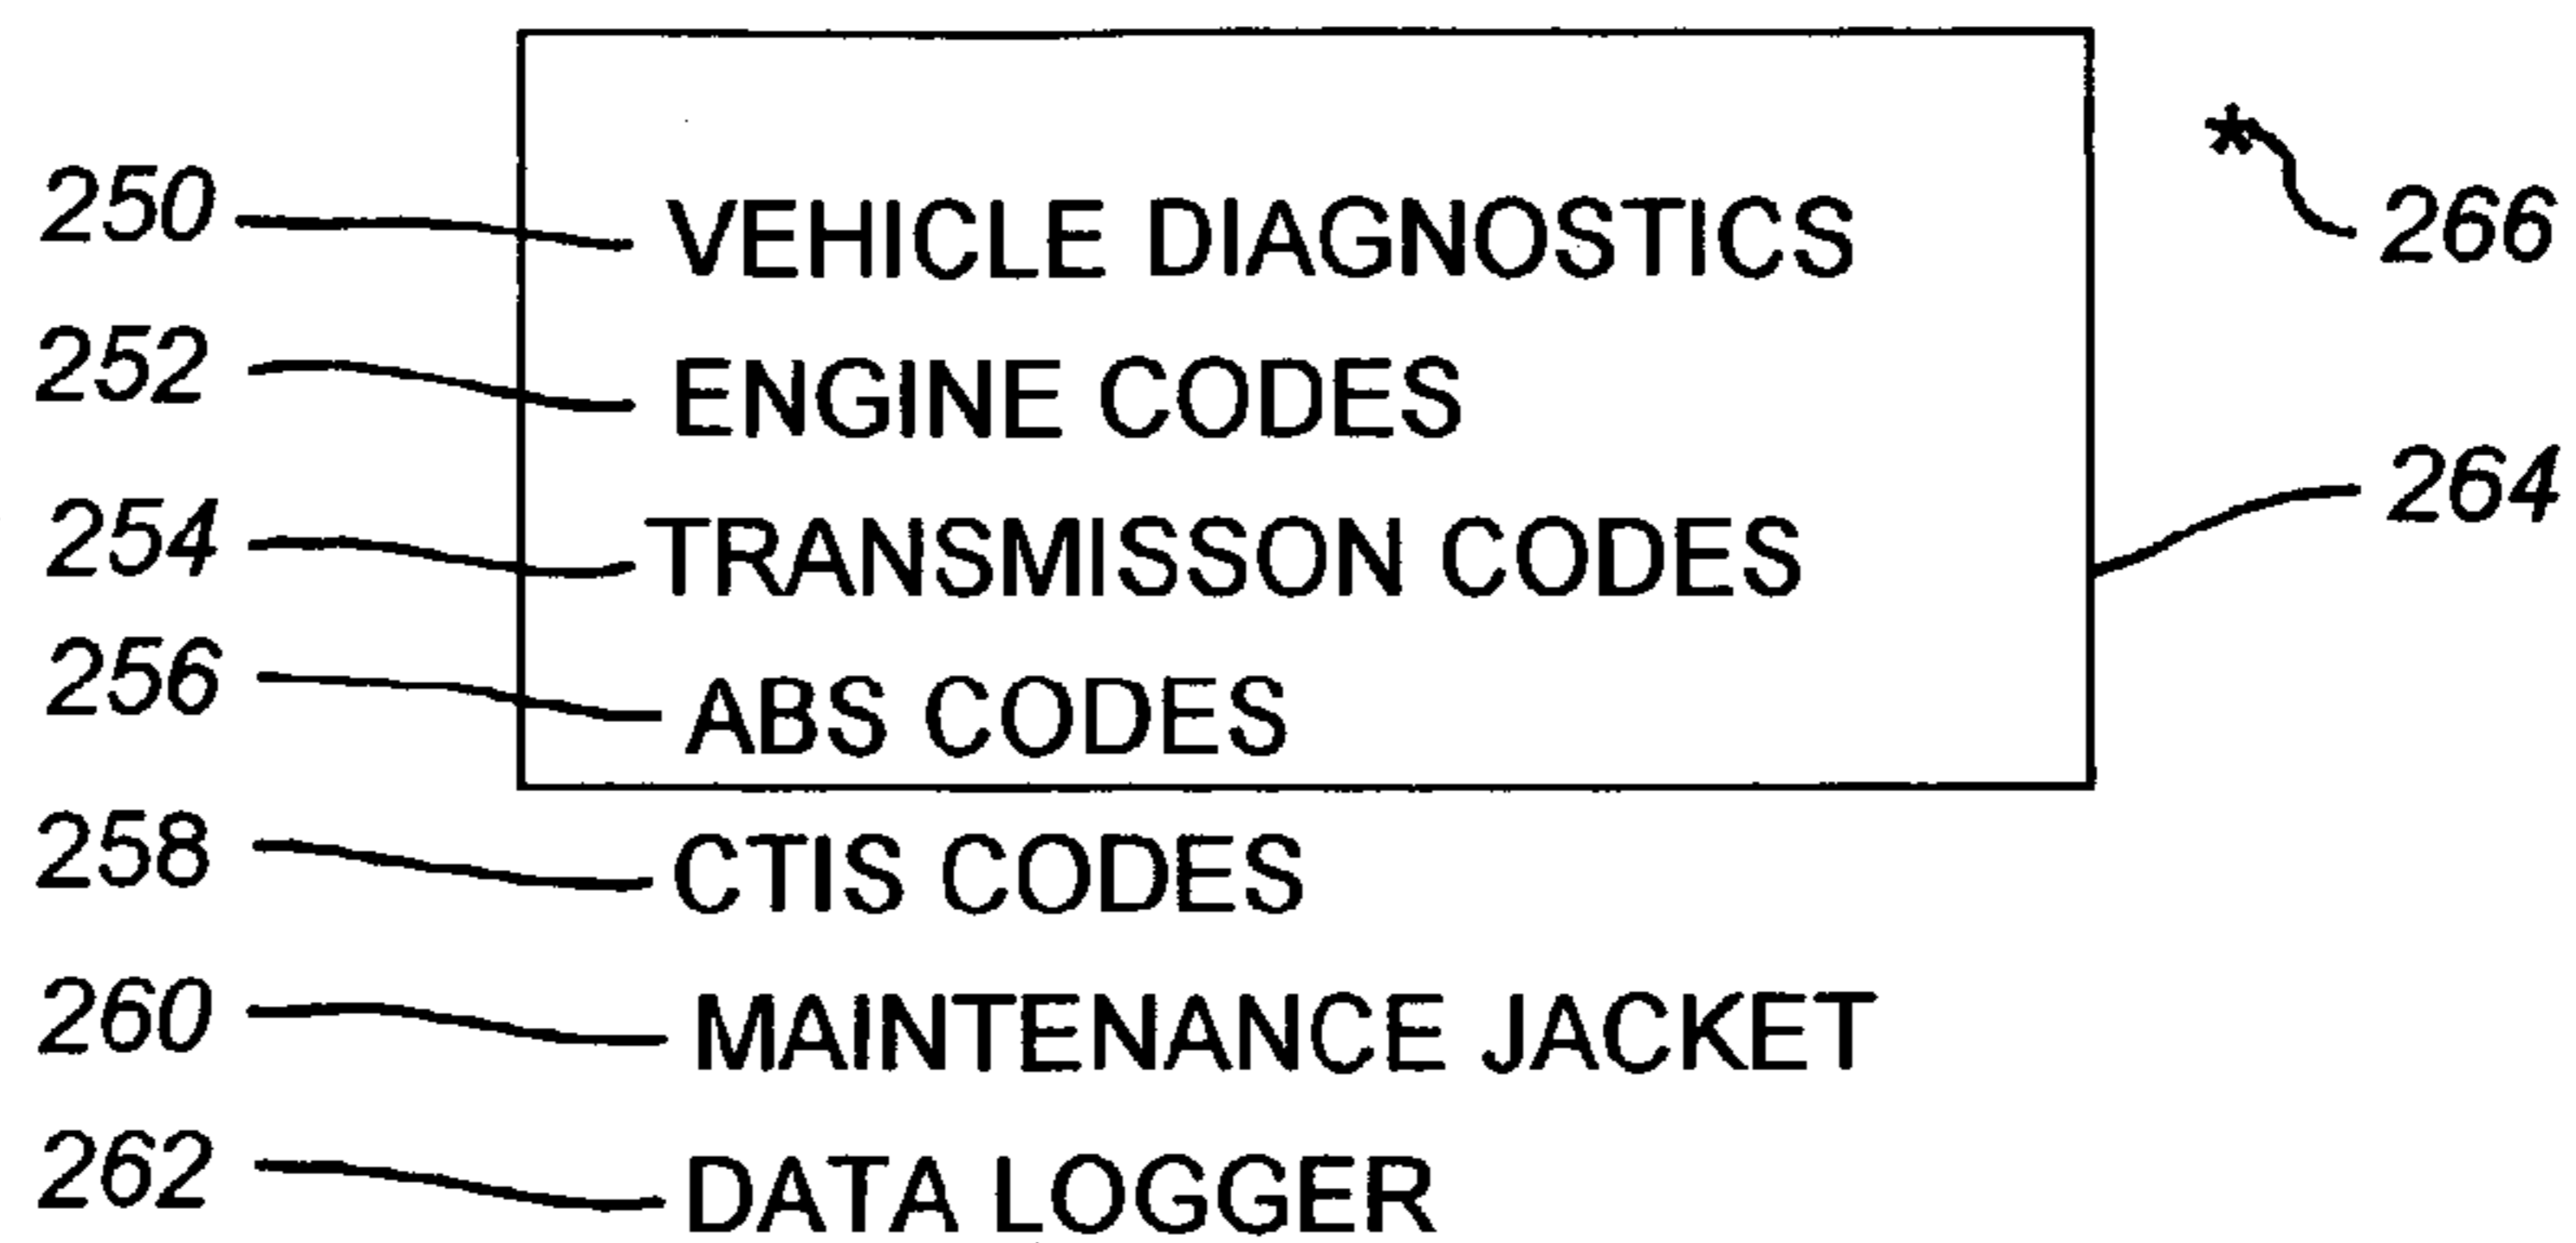 *
250 VEHICLE DIAGNOSTICS 266
252 ENGINE CODES
254 TRANSMISSON CODES 264
256 ABS CODES
258 CTIS CODES
260 MAINTENANCE JACKET
262 DATA LOGGER